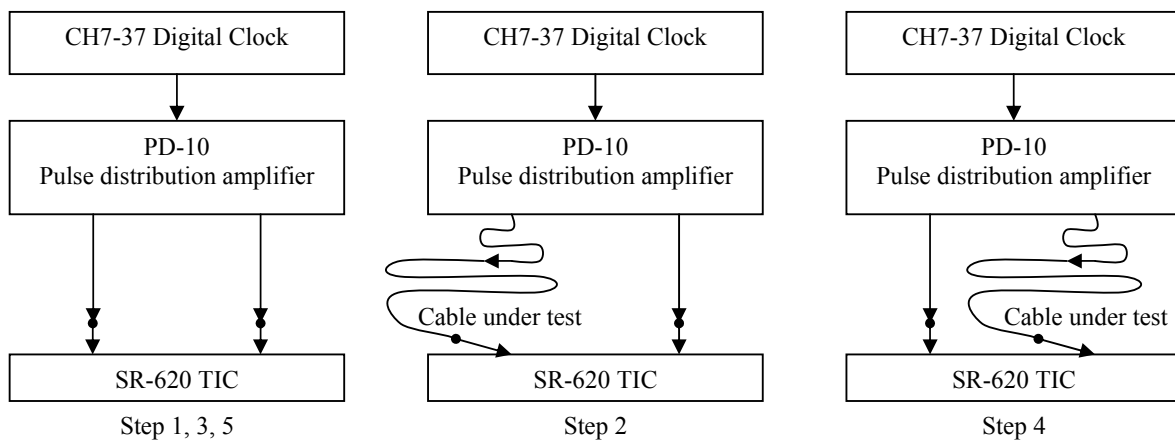 CH7-37 Digital Clock
PD-10
Pulse distribution amplifier
SR-620 TIC
Step 1, 3, 5
CH7-37 Digital Clock
PD-10
Pulse distribution amplifier
Cable under test
SR-620 TIC
Step 2
CH7-37 Digital Clock
PD-10
Pulse distribution amplifier
Cable under test
SR-620 TIC
Step 4